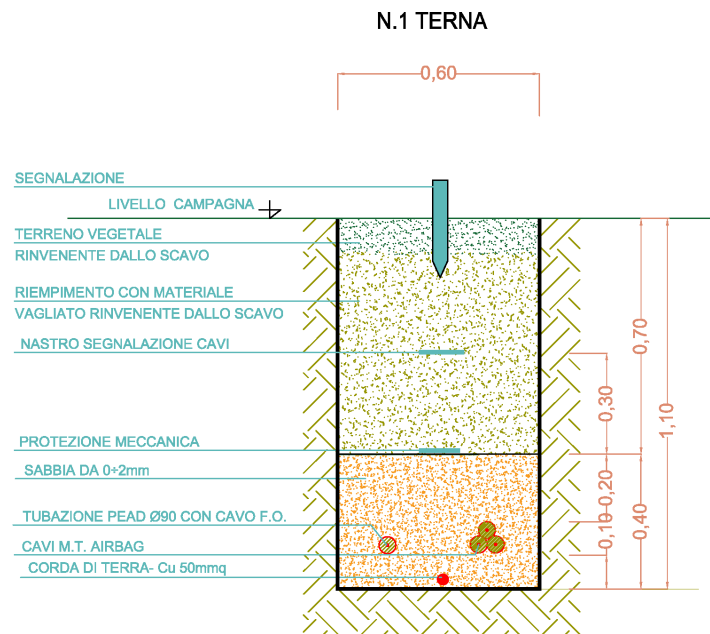 N.1 TERNA
0,60
SEGNALAZIONE
LIVELLO CAMPAGNA
TERRENO VEGETALE
RINVENENTE DALLO SCAVO
RIEMPIMENTO CON MATERIALE
VAGLIATO RINVENENTE DALLO SCAVO
NASTRO SEGNALAZIONE CAVI
PROTEZIONE MECCANICA
SABBIA DA 0÷2mm
TUBAZIONE PEAD Ø90 CON CAVO F.O.
CAVI M.T. AIRBAG
CORDA DI TERRA- Cu 50mmq
0,70
0,30
1,10
0,20
0,40
0,10